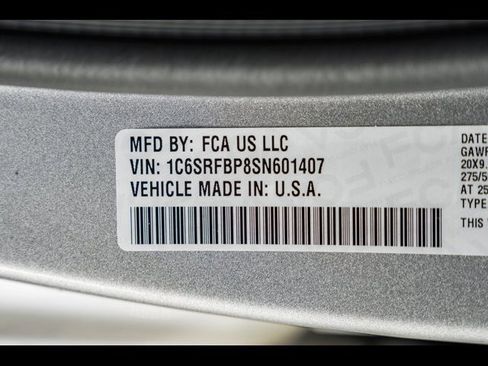 MFD BY: FCA US LLC
VIN: 1C6SRFBP8SN601407
VEHICLE MADE IN: U.S.A.
DATE
GAWR
20X9.
275/5
AT 25
TYPE
THIS V